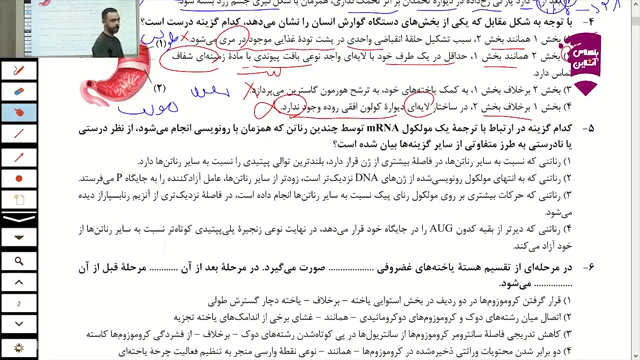 ۴- با توجه به شکل مقابل که یکی از بخش‌های دستگاه گوارش انسان را نشان می‌دهد، کدام گزینه درست است؟
۱) بخش ۱ همانند بخش ۲، سبب تشکیل حلقهٔ انقباضی واحدی در پشت تودهٔ غذایی موجود در مری می‌شود.
بخش ۲ همانند بخش ۱، حداقل در یک طرف خود با لایه‌ای واجد نوعی بافت پیوندی با مادهٔ زمینه‌ای شفاف
تماس دارد.
۳) بخش ۲ برخلاف بخش ۱، به کمک یاخته‌های خود، به ترشح هورمون گاسترین می‌پردازد.
۴) بخش ۱ برخلاف بخش ۲، در ساختار لایه‌ای دیوارهٔ کولون افقی روده وجود ندارد.
(۱)
(۲)
۵- کدام گزینه در ارتباط با ترجمهٔ یک مولکول mRNA توسط چندین رناتن که همزمان با رونویسی انجام می‌شود، از نظر درستی
یا نادرستی به طرز متفاوتی از سایر گزینه‌ها بیان شده است؟
۱) رناتنی که نسبت به سایر رناتن‌ها، در فاصلهٔ بیشتری از ژن قرار دارد، بلندترین توالی پپتیدی را نسبت به سایر رناتن‌ها دارد.
۲) رناتنی که به انتهای مولکول رونویسی‌شده از ژن‌های DNA نزدیک‌تر است، زودتر از سایر رناتن‌ها، عامل آزادکننده را به جایگاه P می‌فرستد.
۳) رناتنی که حرکات بیشتری بر روی مولکول رنای پیک نسبت به سایر رناتن‌ها انجام داده است، در فاصلهٔ نزدیک‌تری از آنزیم رنابسپاراز دیده
می‌شود.
۴) رناتنی که دیرتر از بقیه کدون AUG را در جایگاه خود قرار می‌دهد، در نهایت نوعی زنجیرهٔ پلی‌پپتیدی کوتاه‌تر نسبت به سایر رناتن‌ها از
خود آزاد می‌کند.
۶- در مرحله‌ای از تقسیم هستهٔ یاخته‌های غضروفی .................. صورت می‌گیرد. در مرحلهٔ بعد از آن ............ مرحلهٔ قبل از آن
............... می‌شود.
۱) قرار گرفتن کروموزوم‌ها در دو ردیف در بخش استوایی یاخته – برخلاف – یاخته دچار گسترش طولی
۲) اتصال میان رشته‌های دوک و کروموزوم‌های دوکروماتیدی – همانند – غشای برخی از اندامک‌های یاخته تجزیه
۳) کاهش تدریجی فاصلهٔ سانترومر کروموزوم‌ها از سانتریول‌ها در پی کوتاه‌شدن رشته‌های دوک – برخلاف – از فشردگی کروموزوم‌ها کاسته
۴) دو برابر شدن محتویات وراثتی ذخیره‌شده در کروموزوم‌ها – همانند – نوعی نقطهٔ وارسی منجر به تنظیم فعالیت چرخهٔ یاخته‌ای